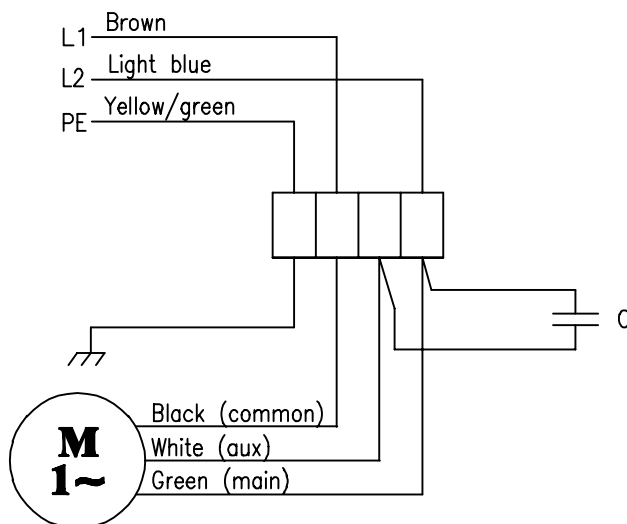 L1 Brown
L2 Light blue
PE Yellow/green
Black (common)
White (aux)
Green (main)
M
1~